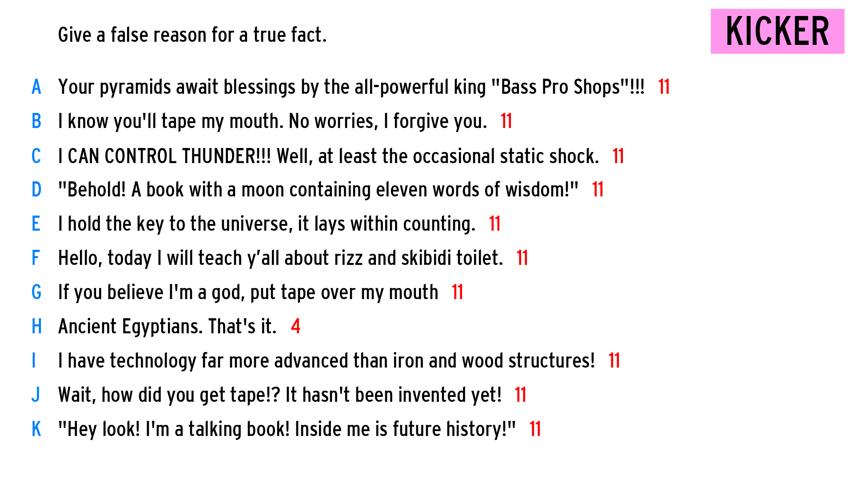 Give a false reason for a true fact.
KICKER
A Your pyramids await blessings by the all-powerful king "Bass Pro Shops"!!! 11
B I know you'll tape my mouth. No worries, I forgive you. 11
C I CAN CONTROL THUNDER!!! Well, at least the occasional static shock. 11
D "Behold! A book with a moon containing eleven words of wisdom!" 11
E I hold the key to the universe, it lays within counting. 11
F Hello, today I will teach y’all about rizz and skibidi toilet. 11
G If you believe I'm a god, put tape over my mouth 11
H Ancient Egyptians. That's it. 4
I I have technology far more advanced than iron and wood structures! 11
J Wait, how did you get tape!? It hasn't been invented yet! 11
K "Hey look! I'm a talking book! Inside me is future history!" 11